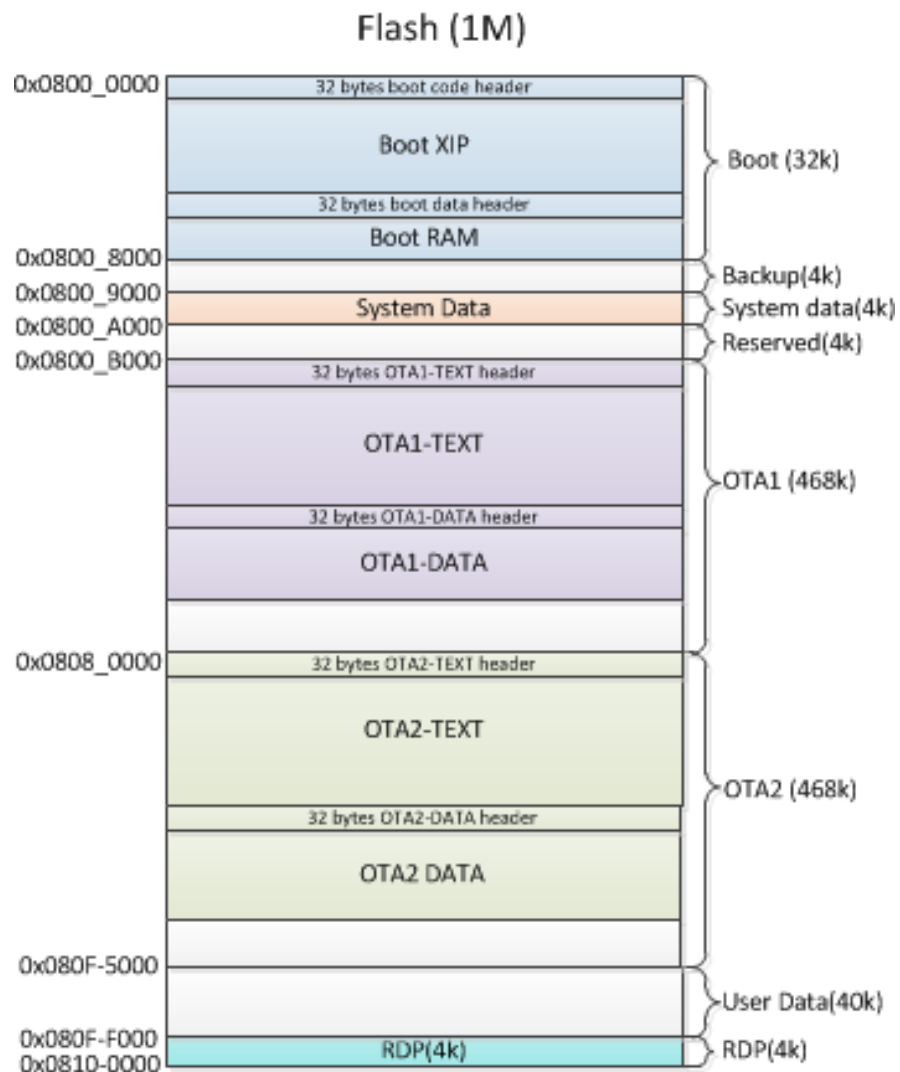 Flash (1M)
0x0800_0000
32 bytes boot code header
Boot XIP
Boot (32k)
32 bytes boot data header
Boot RAM
0x0800_8000
Backup(4k)
0x0800_9000
System Data
System data(4k)
0x0800_A000
Reserved(4k)
0x0800_B000
32 bytes OTA1-TEXT header
OTA1-TEXT
OTA1 (468k)
32 bytes OTA1-DATA header
OTA1-DATA
0x0808_0000
32 bytes OTA2-TEXT header
OTA2-TEXT
OTA2 (468k)
32 bytes OTA2-DATA header
OTA2 DATA
0x080F-5000
User Data(40k)
0x080F-F000
RDP(4k)
RDP(4k)
0x0810-0000